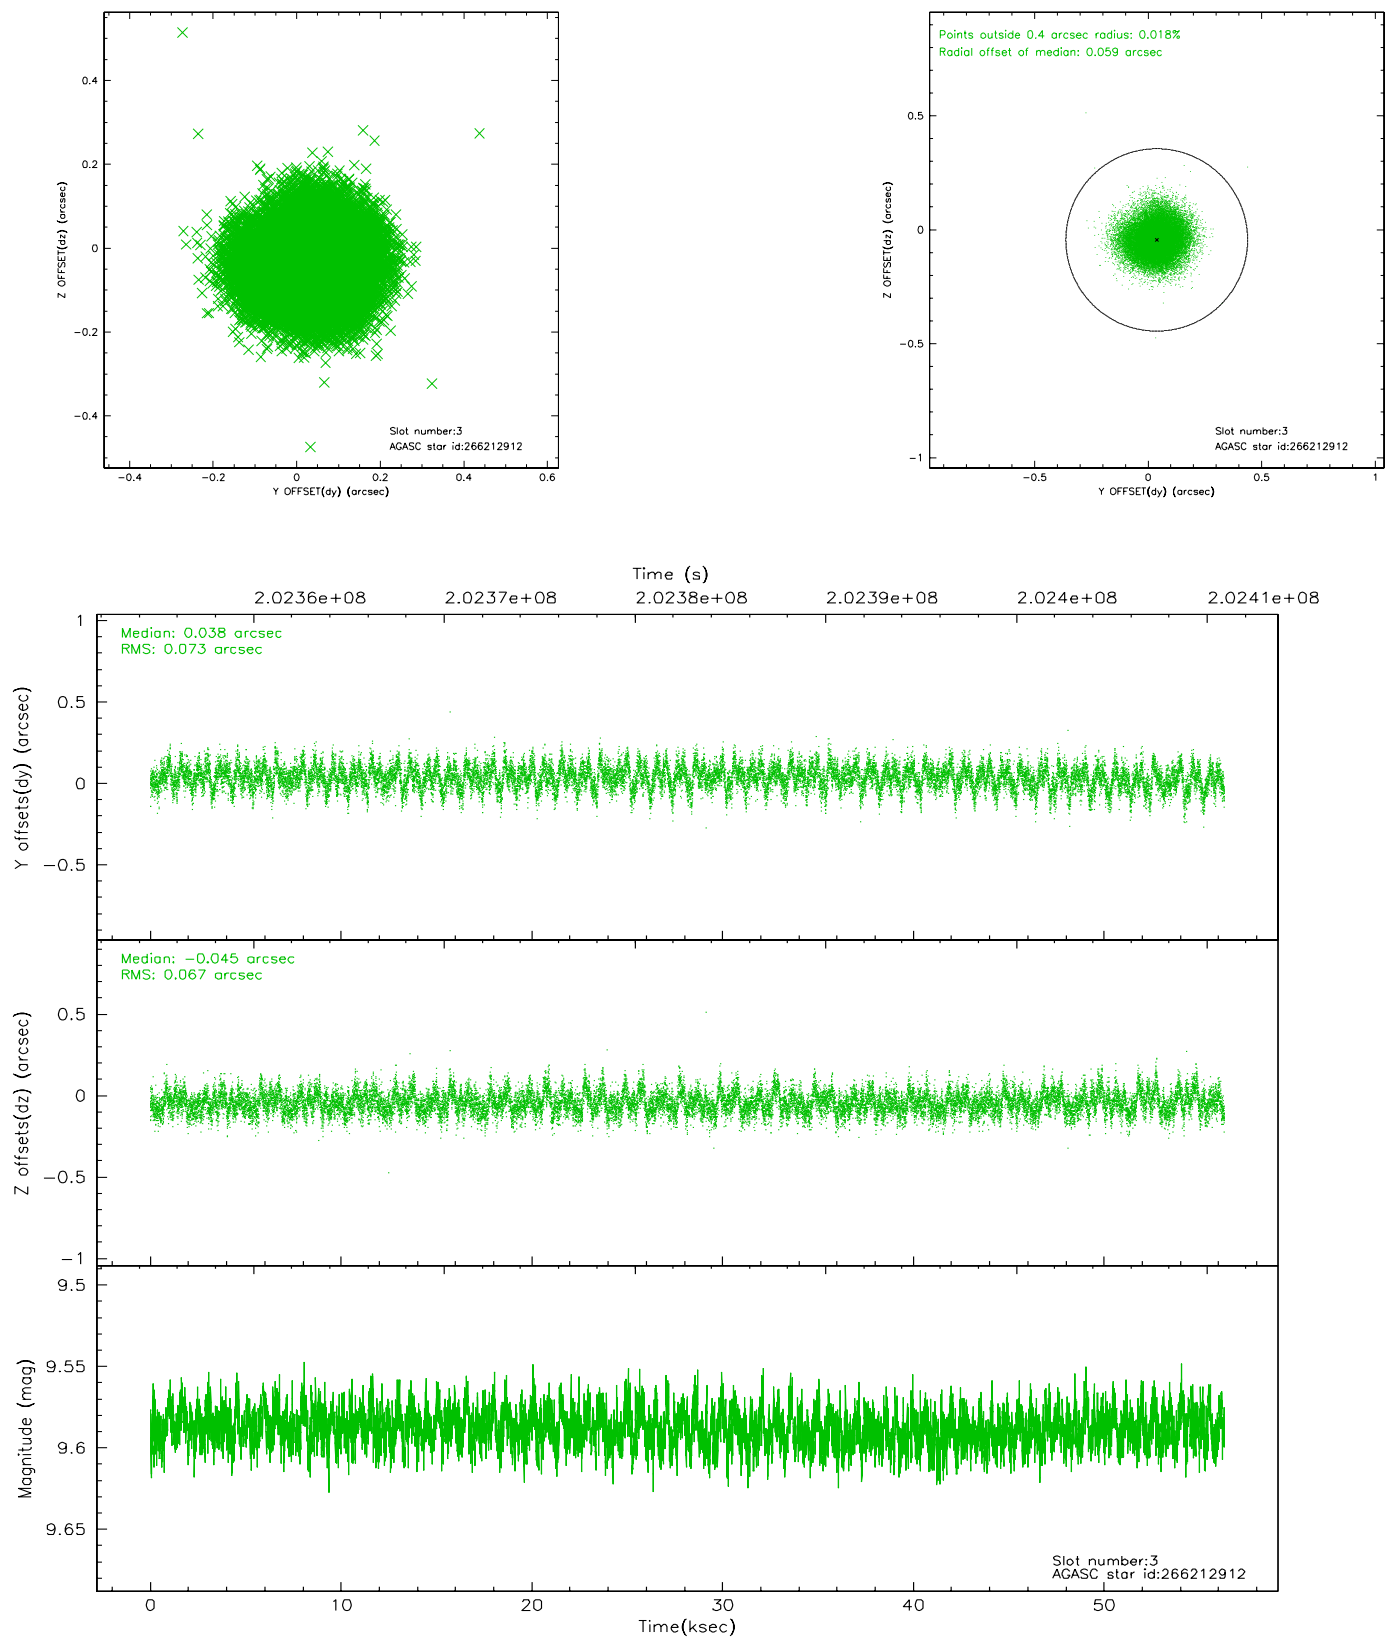 0.4
0.2
0
-0.2
-0.4
Z OFFSET(dz) (arcsec)
Slot number:3
AGASC star id:266212912
-0.4 -0.2 0 0.2 0.4 0.6
Y OFFSET(dy) (arcsec)
Points outside 0.4 arcsec radius: 0.018%
Radial offset of median: 0.059 arcsec
0.5
0
-0.5
-1
Z OFFSET(dz) (arcsec)
Slot number:3
AGASC star id:266212912
-0.5 0 0.5 1
Y OFFSET(dy) (arcsec)
Time (s)
2.0236e+08 2.0237e+08 2.0238e+08 2.0239e+08 2.024e+08 2.0241e+08
Median: 0.038 arcsec
RMS: 0.073 arcsec
1
0.5
0
-0.5
Y offsets(dy) (arcsec)
Median: -0.045 arcsec
RMS: 0.067 arcsec
0.5
0
-0.5
-1
Z offsets(dz) (arcsec)
9.5
9.55
9.6
9.65
Magnitude (mag)
Slot number:3
AGASC star id:266212912
0 10 20 30 40 50
Time(ksec)